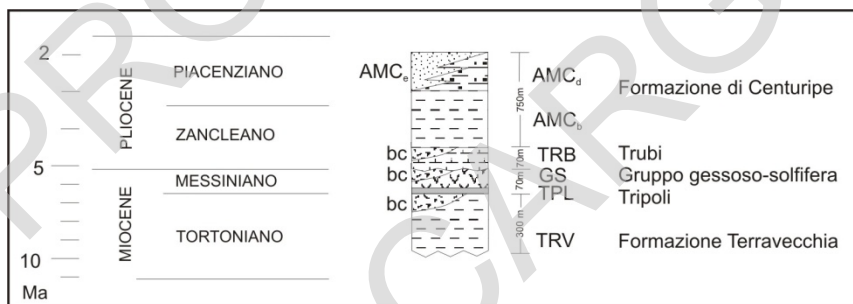 2
5
10
Ma
PLIOCENE
MIOCENE
PIACENZIANO
ZANCLEANO
MESSINIANO
TORTONIANO
AMCe
bc
bc
bc
750m
70m
70m
300 m
AMCd Formazione di Centuripe
AMCb
TRB Trubi
GS Gruppo gessoso-solfifera
TPL Tripoli
TRV Formazione Terravecchia